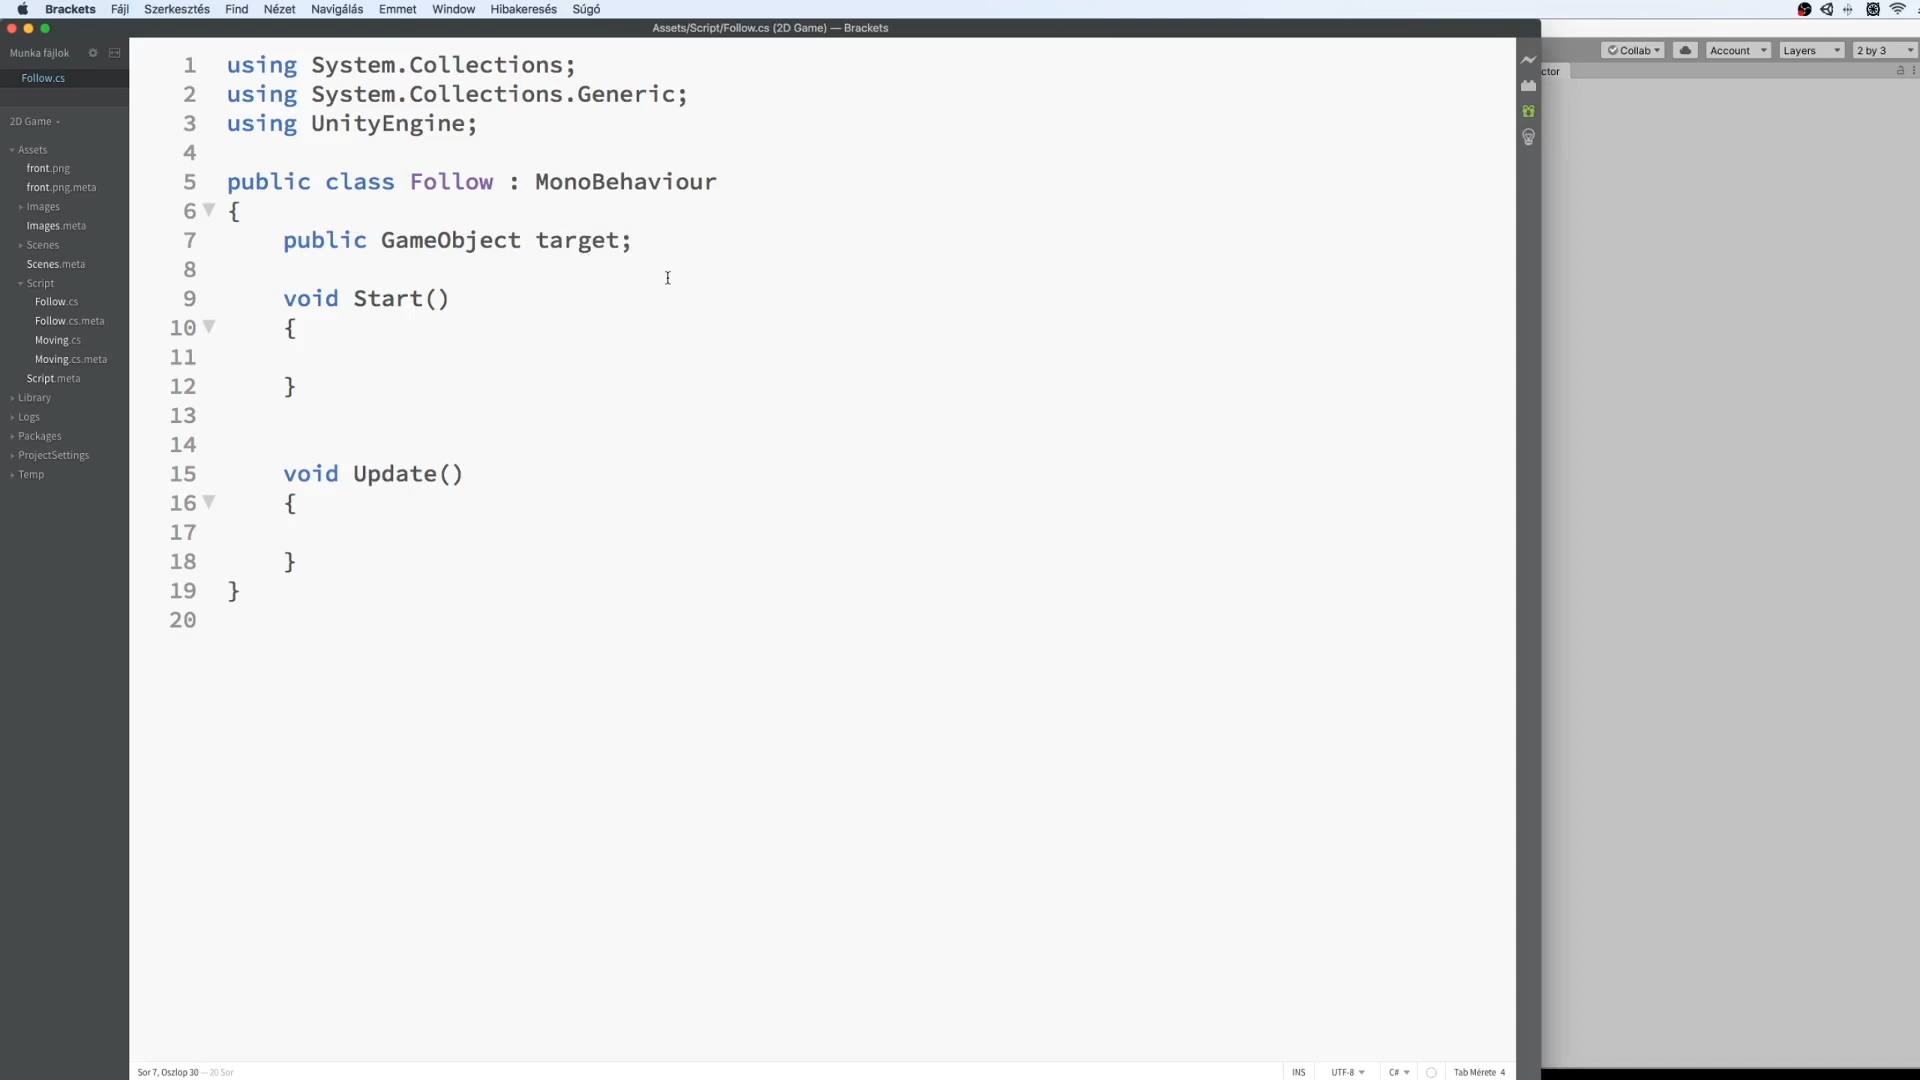 Brackets Fájl Szerkesztés Find Nézet Navigálás Emmet Window Hibakeresés Súgó
Assets/Script/Follow.cs (2D Game) — Brackets
Munka fájlok
Follow.cs
2D Game
Assets
front.png
front.png.meta
Images
Images.meta
Scenes
Scenes.meta
Script
Follow.cs
Follow.cs.meta
Moving.cs
Moving.cs.meta
Script.meta
Library
Logs
Packages
ProjectSettings
Temp
1 using System.Collections;
2 using System.Collections.Generic;
3 using UnityEngine;
4
5 public class Follow : MonoBehaviour
6 {
7 public GameObject target;
8
9 void Start()
10 {
11
12 }
13
14
15 void Update()
16 {
17
18 }
19 }
20
Collab Account Layers 2 by 3
ctor
Sor 7, Oszlop 30 — 20 Sor
INS UTF-8 C# Tab Mérete 4